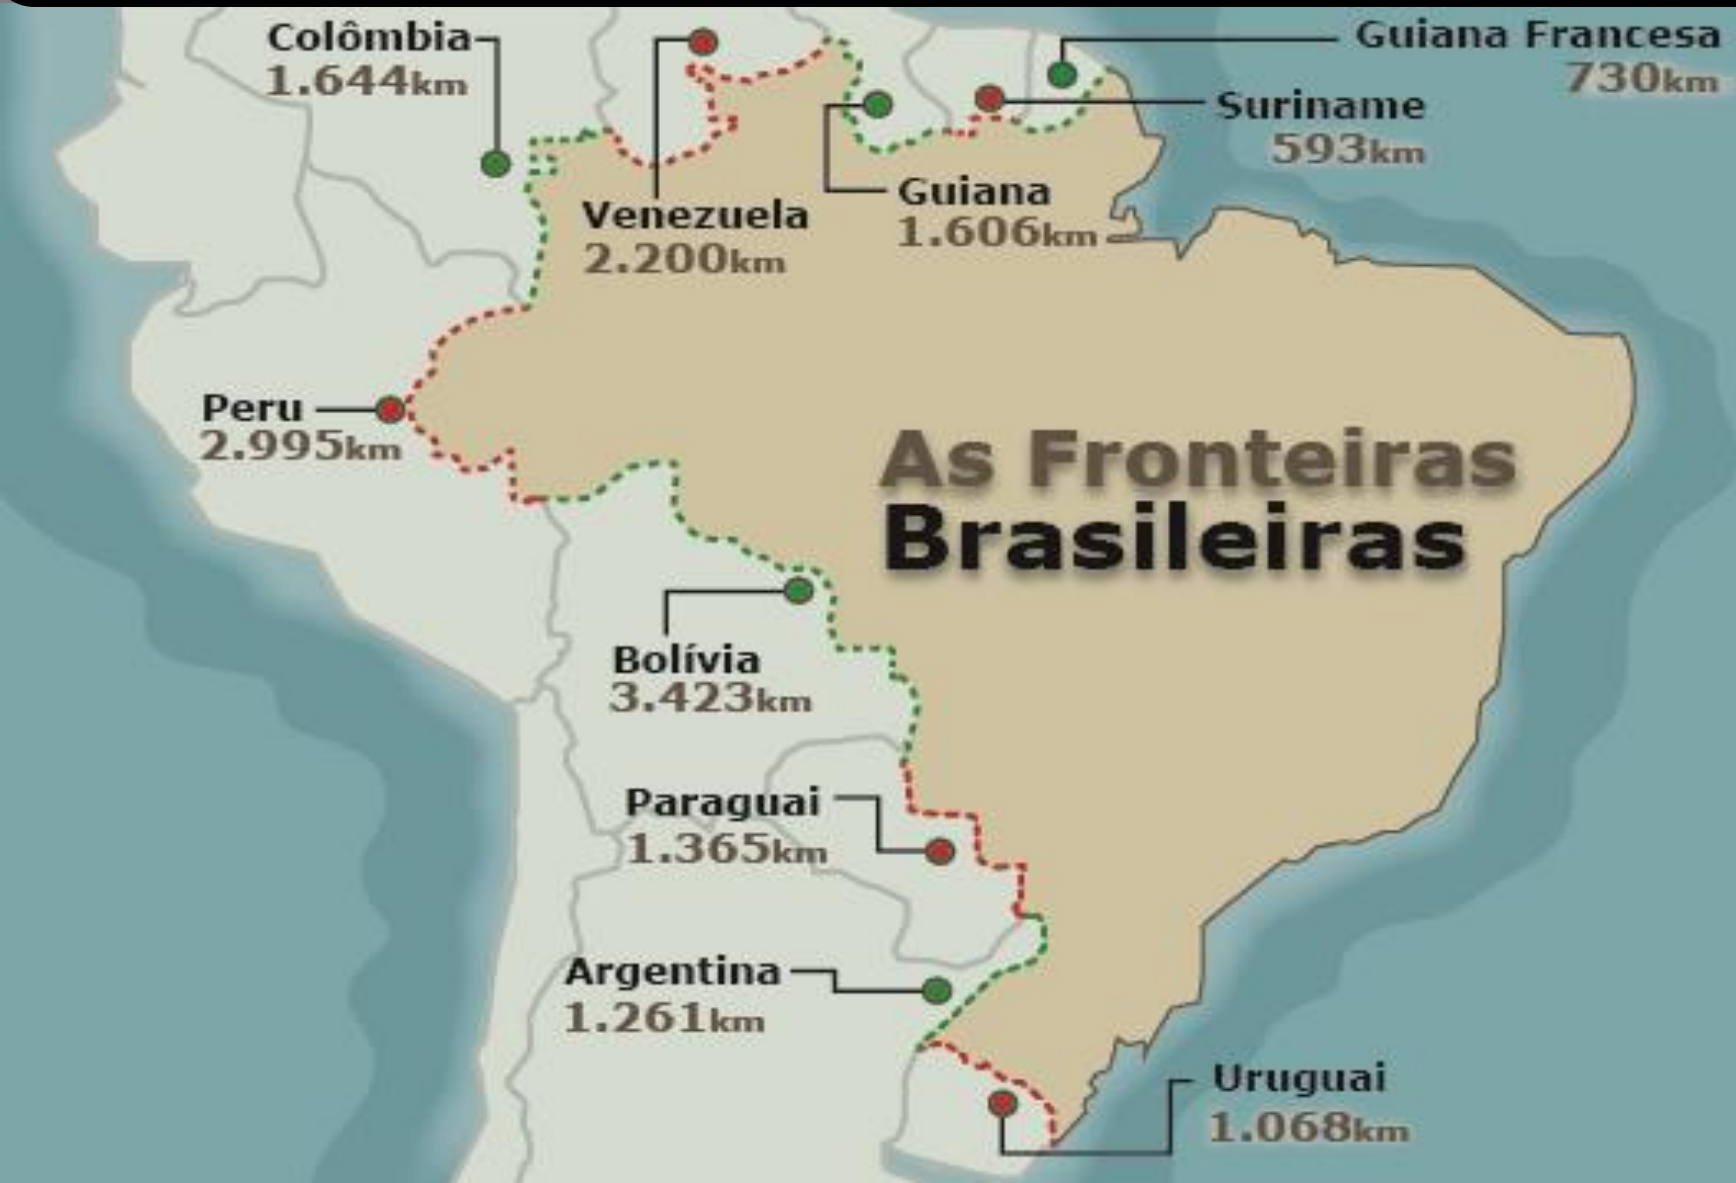 Colômbia
1.644km
Guiana Francesa
730km
Suriname
593km
Venezuela
2.200km
Guiana
1.606km
Peru
2.995km
As Fronteiras
Brasileiras
Bolívia
3.423km
Paraguai
1.365km
Argentina
1.261km
Uruguai
1.068km